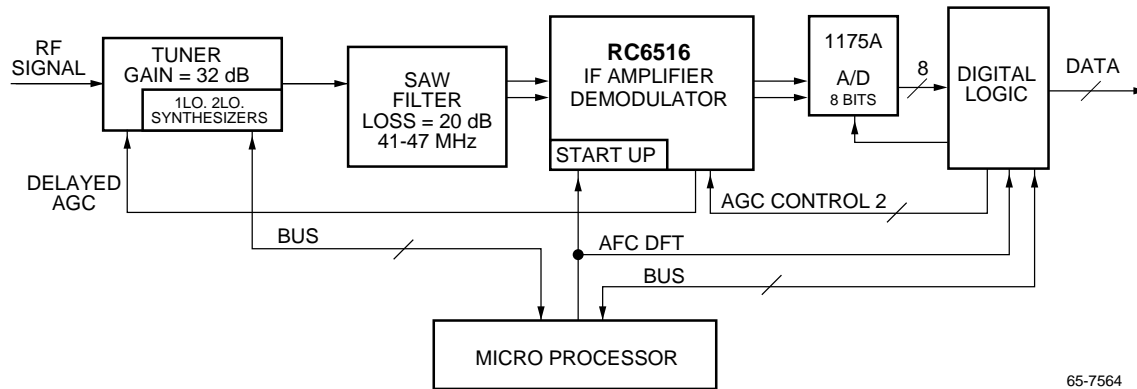 RF
SIGNAL
TUNER
GAIN = 32 dB
1LO. 2LO.
SYNTHESIZERS
SAW
FILTER
LOSS = 20 dB
41-47 MHz
RC6516
IF AMPLIFIER
DEMODULATOR
START UP
1175A
A/D
8 BITS
8
DIGITAL
LOGIC
DATA
DELAYED
AGC
AGC CONTROL 2
BUS
AFC DFT
BUS
MICRO PROCESSOR
65-7564